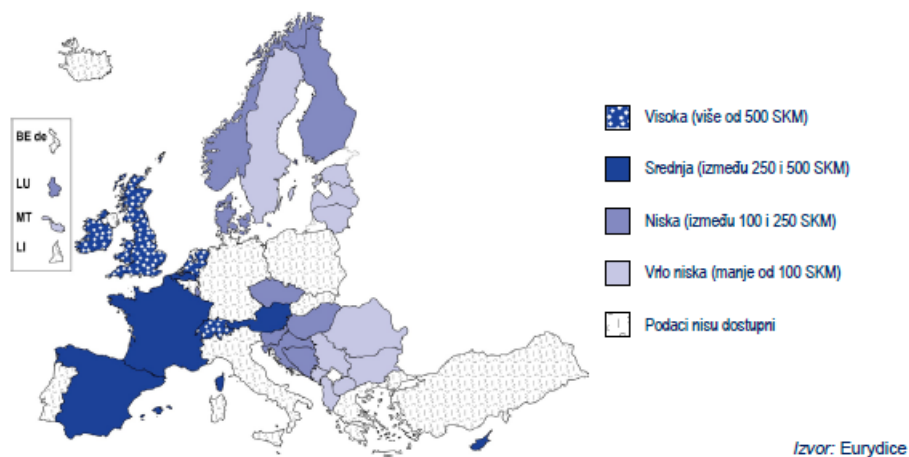 BE de
LU
MT
LI
Visoka (više od 500 SKM)
Srednja (između 250 i 500 SKM)
Niska (između 100 i 250 SKM)
Vrlo niska (manje od 100 SKM)
Podaci nisu dostupni
Izvor: Eurydice